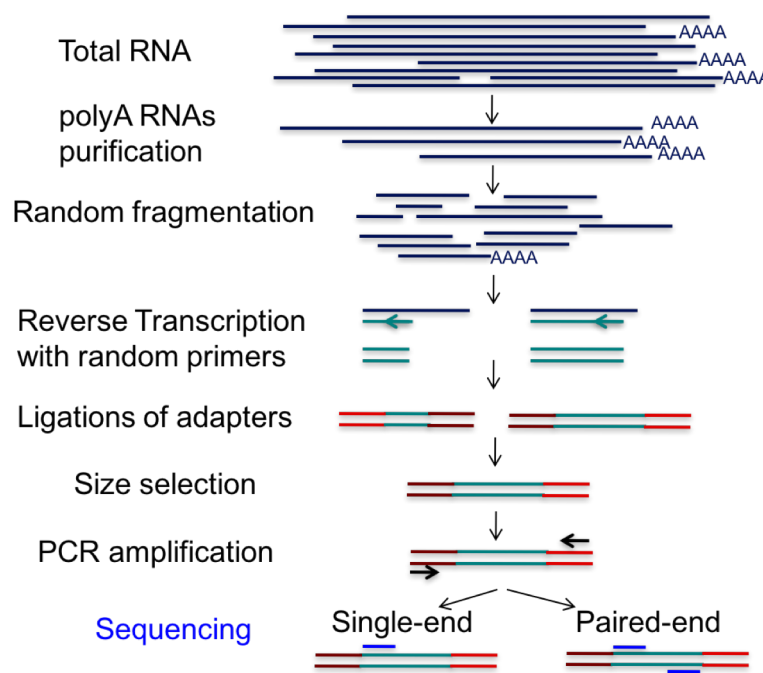 Total RNA
AAAA
AAAA
AAAA
polyA RNAs
purification
AAAA
AAAA
AAAA
Random fragmentation
AAAA
Reverse Transcription
with random primers
Ligations of adapters
Size selection
PCR amplification
Sequencing
Single-end
Paired-end